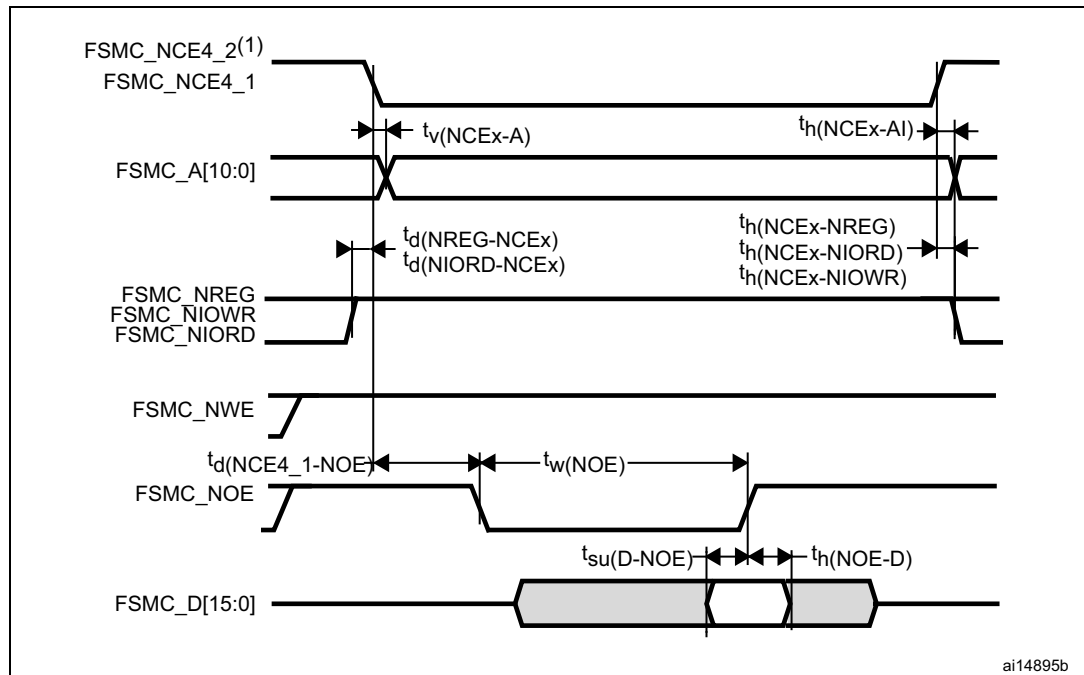 FSMC_NCE4_2(1)
FSMC_NCE4_1
tv(NCEx-A)
th(NCEx-AI)
FSMC_A[10:0]
td(NREG-NCEx)
td(NIORD-NCEx)
th(NCEx-NREG)
th(NCEx-NIORD)
th(NCEx-NIOWR)
FSMC_NREG
FSMC_NIOWR
FSMC_NIORD
FSMC_NWE
td(NCE4_1-NOE)
tw(NOE)
FSMC_NOE
tsu(D-NOE)
th(NOE-D)
FSMC_D[15:0]
ai14895b